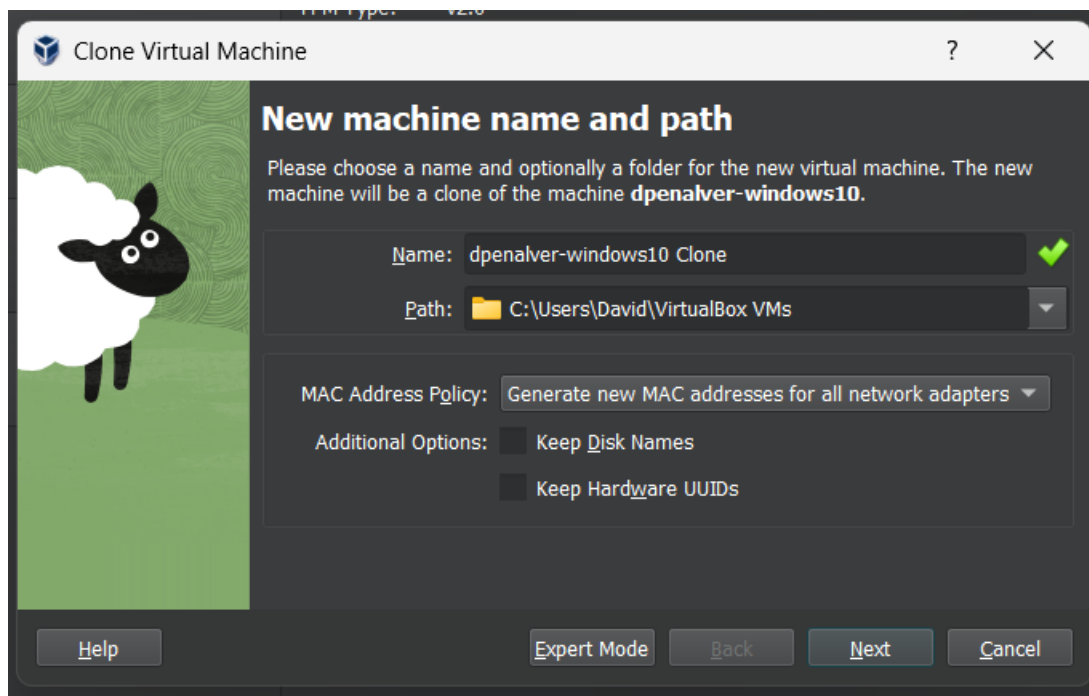 Clone Virtual Machine
?
New machine name and path
Please choose a name and optionally a folder for the new virtual machine. The new
machine will be a clone of the machine dpenalver-windows10.
Name: dpenalver-windows10 Clone
Path: C:\Users\David\VirtualBox VMs
MAC Address Policy: Generate new MAC addresses for all network adapters
Additional Options: Keep Disk Names
Keep Hardware UUIDs
Help Expert Mode Back Next Cancel